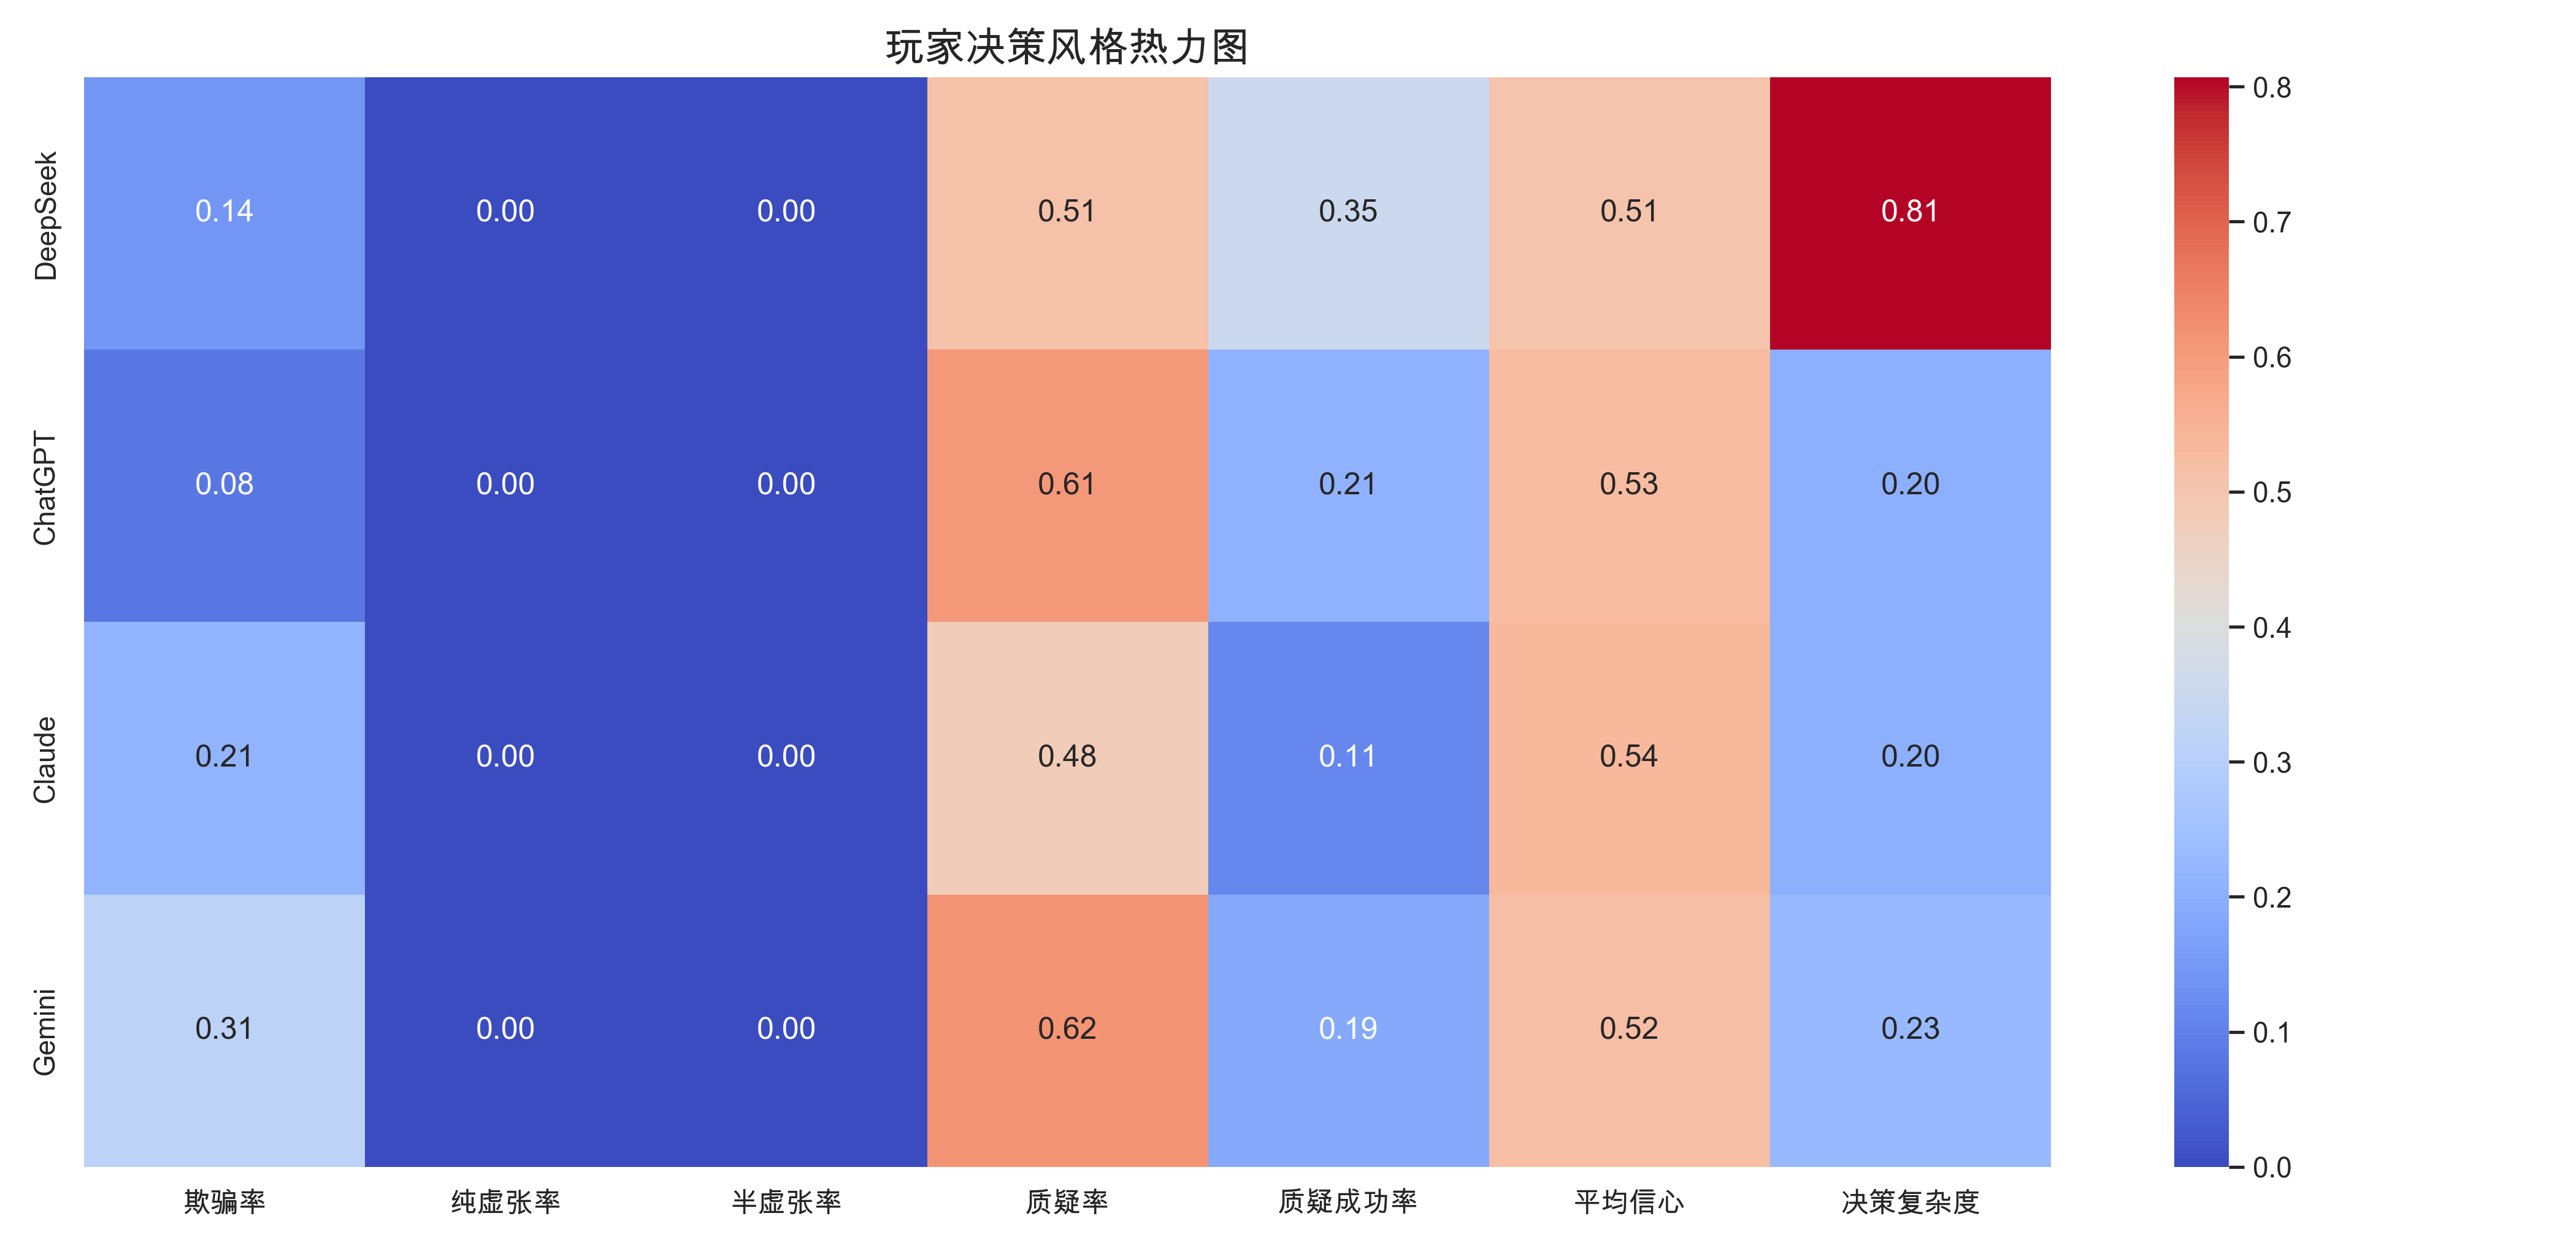 玩家决策风格热力图
DeepSeek 0.14 0.00 0.00 0.51 0.35 0.51 0.81
ChatGPT 0.08 0.00 0.00 0.61 0.21 0.53 0.20
Claude 0.21 0.00 0.00 0.48 0.11 0.54 0.20
Gemini 0.31 0.00 0.00 0.62 0.19 0.52 0.23
欺骗率 纯虚张率 半虚张率 质疑率 质疑成功率 平均信心 决策复杂度
0.8
0.7
0.6
0.5
0.4
0.3
0.2
0.1
0.0